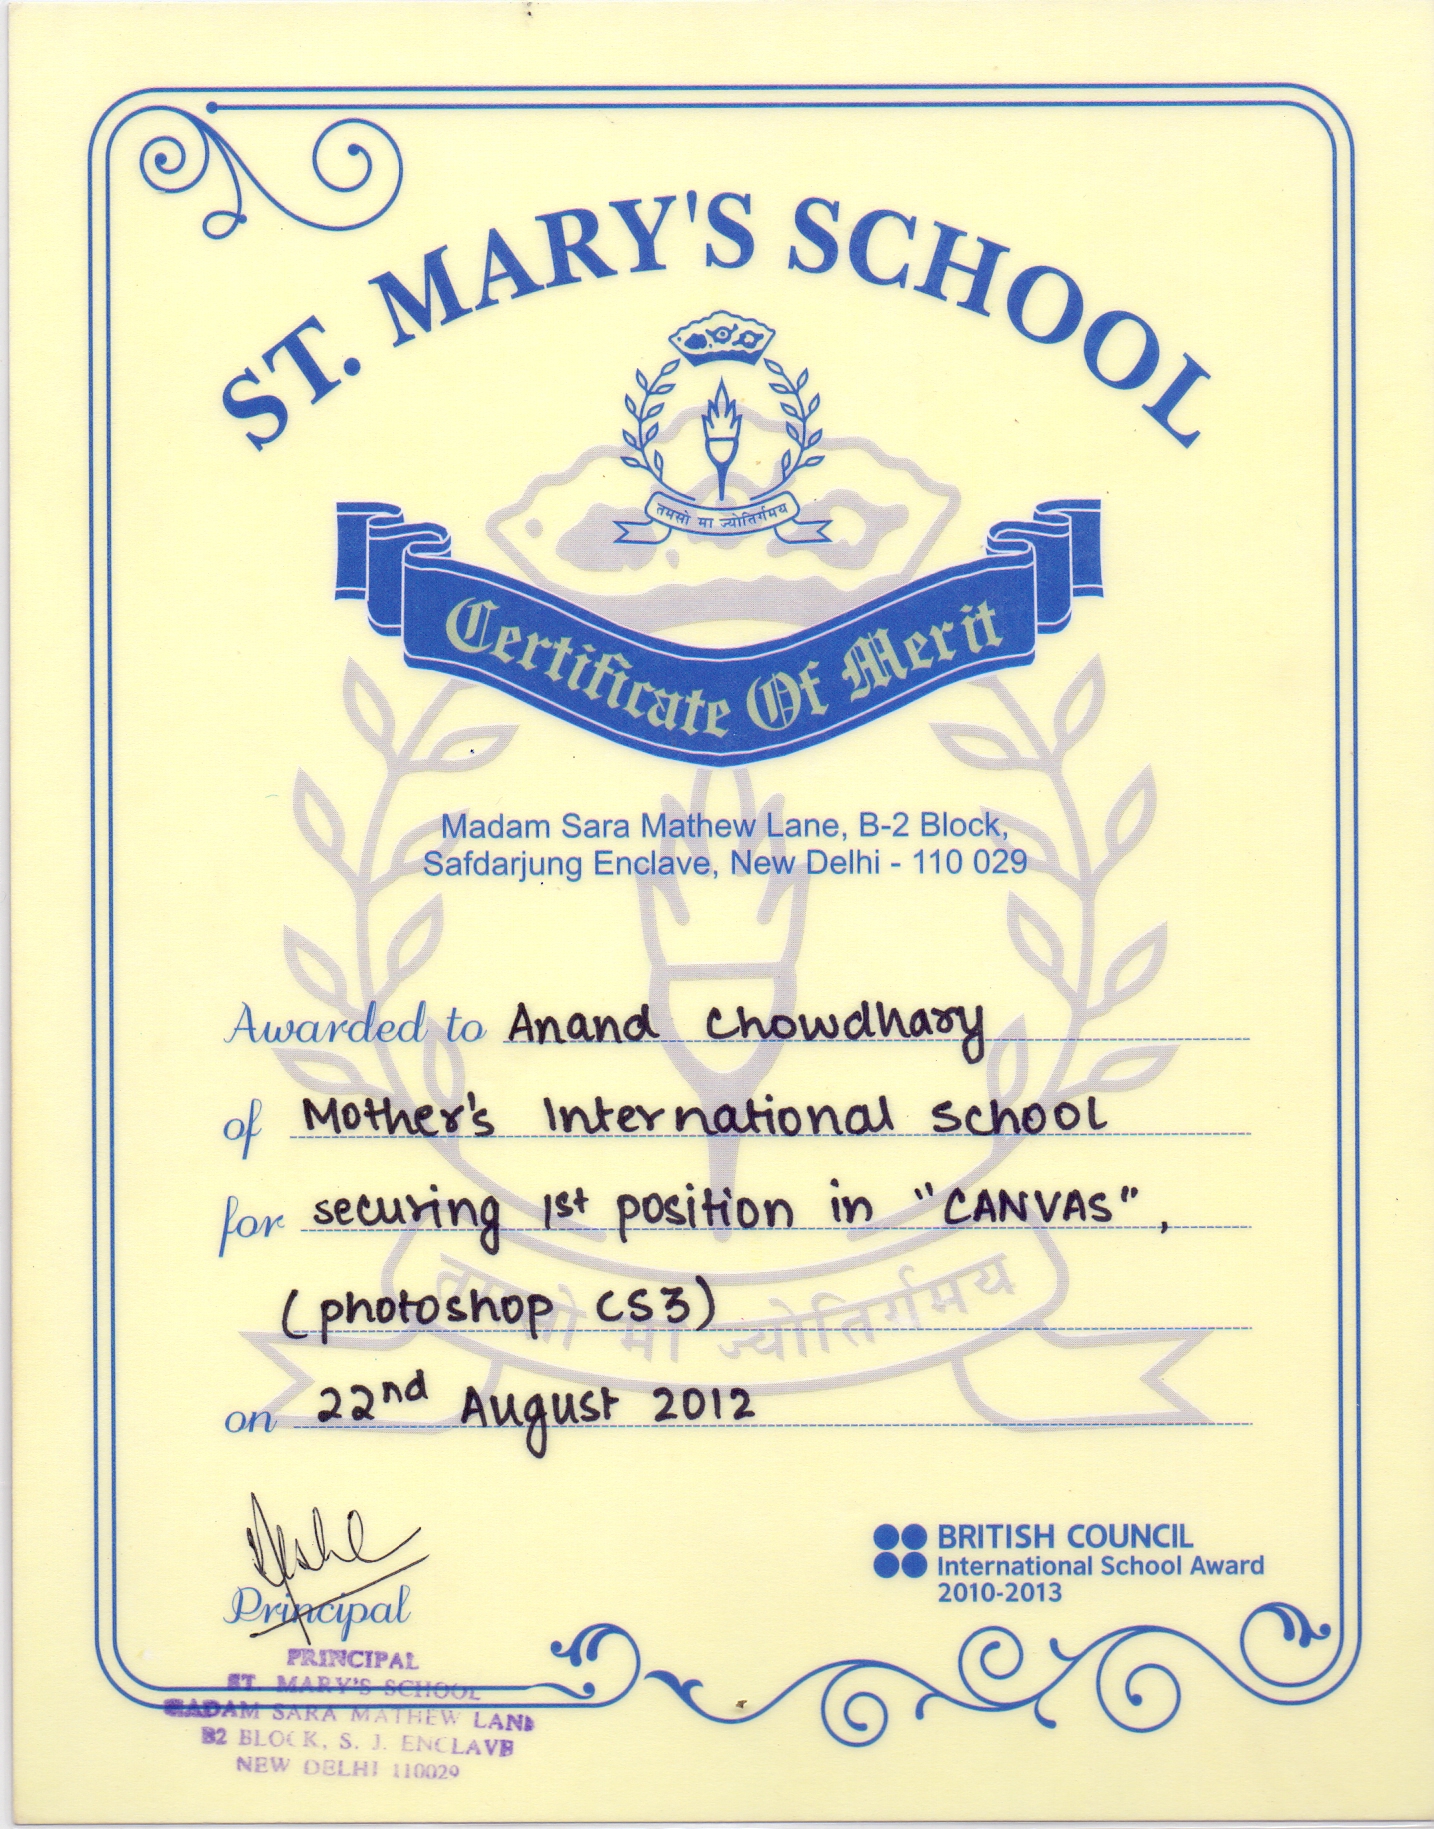 ST. MARY'S SCHOOL
तमसो मा ज्योतिर्गमय
Certificate Of Merit
Madam Sara Mathew Lane, B-2 Block,
Safdarjung Enclave, New Delhi - 110 029
Awarded to Anand Chowdhary
of Mother's International School
for securing 1st position in "CANVAS",
(photoshop CS3)
तमसो मा ज्योतिर्गमय
on 22nd August 2012
BRITISH COUNCIL
International School Award
2010-2013
Principal
PRINCIPAL
ST. MARY'S SCHOOL
MADAM SARA MATHEW LANE
B2 BLOCK, S. J. ENCLAVE
NEW DELHI 110029